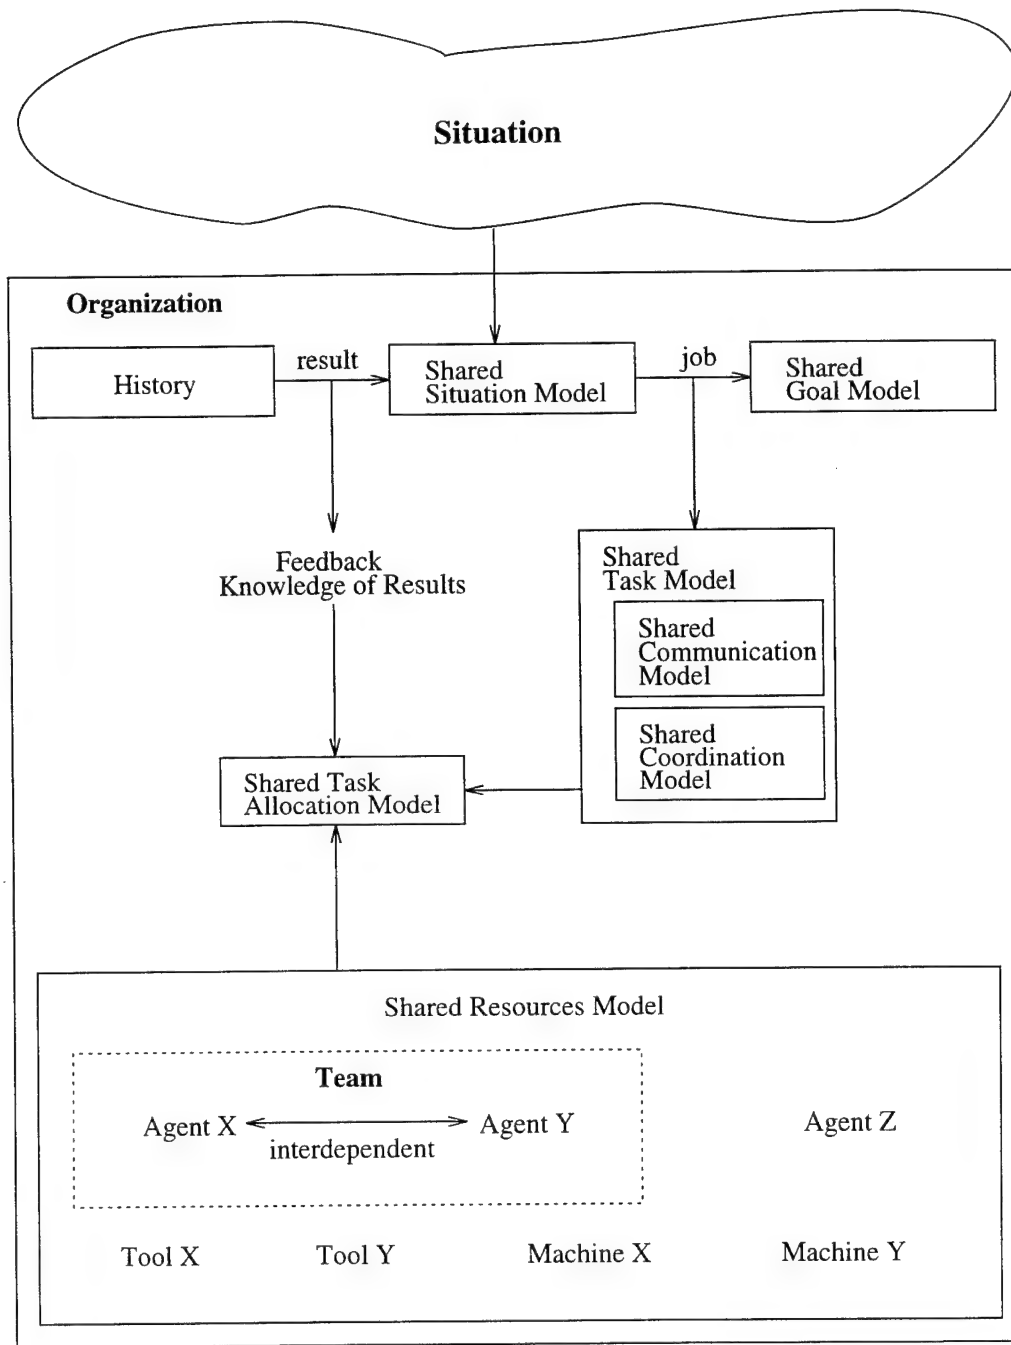 Situation
Organization
History
result
Shared
Situation Model
job
Shared
Goal Model
Feedback
Knowledge of Results
Shared
Task Model
Shared
Communication
Model
Shared
Coordination
Model
Shared Task
Allocation Model
Shared Resources Model
Team
Agent X
interdependent
Agent Y
Agent Z
Tool X
Tool Y
Machine X
Machine Y